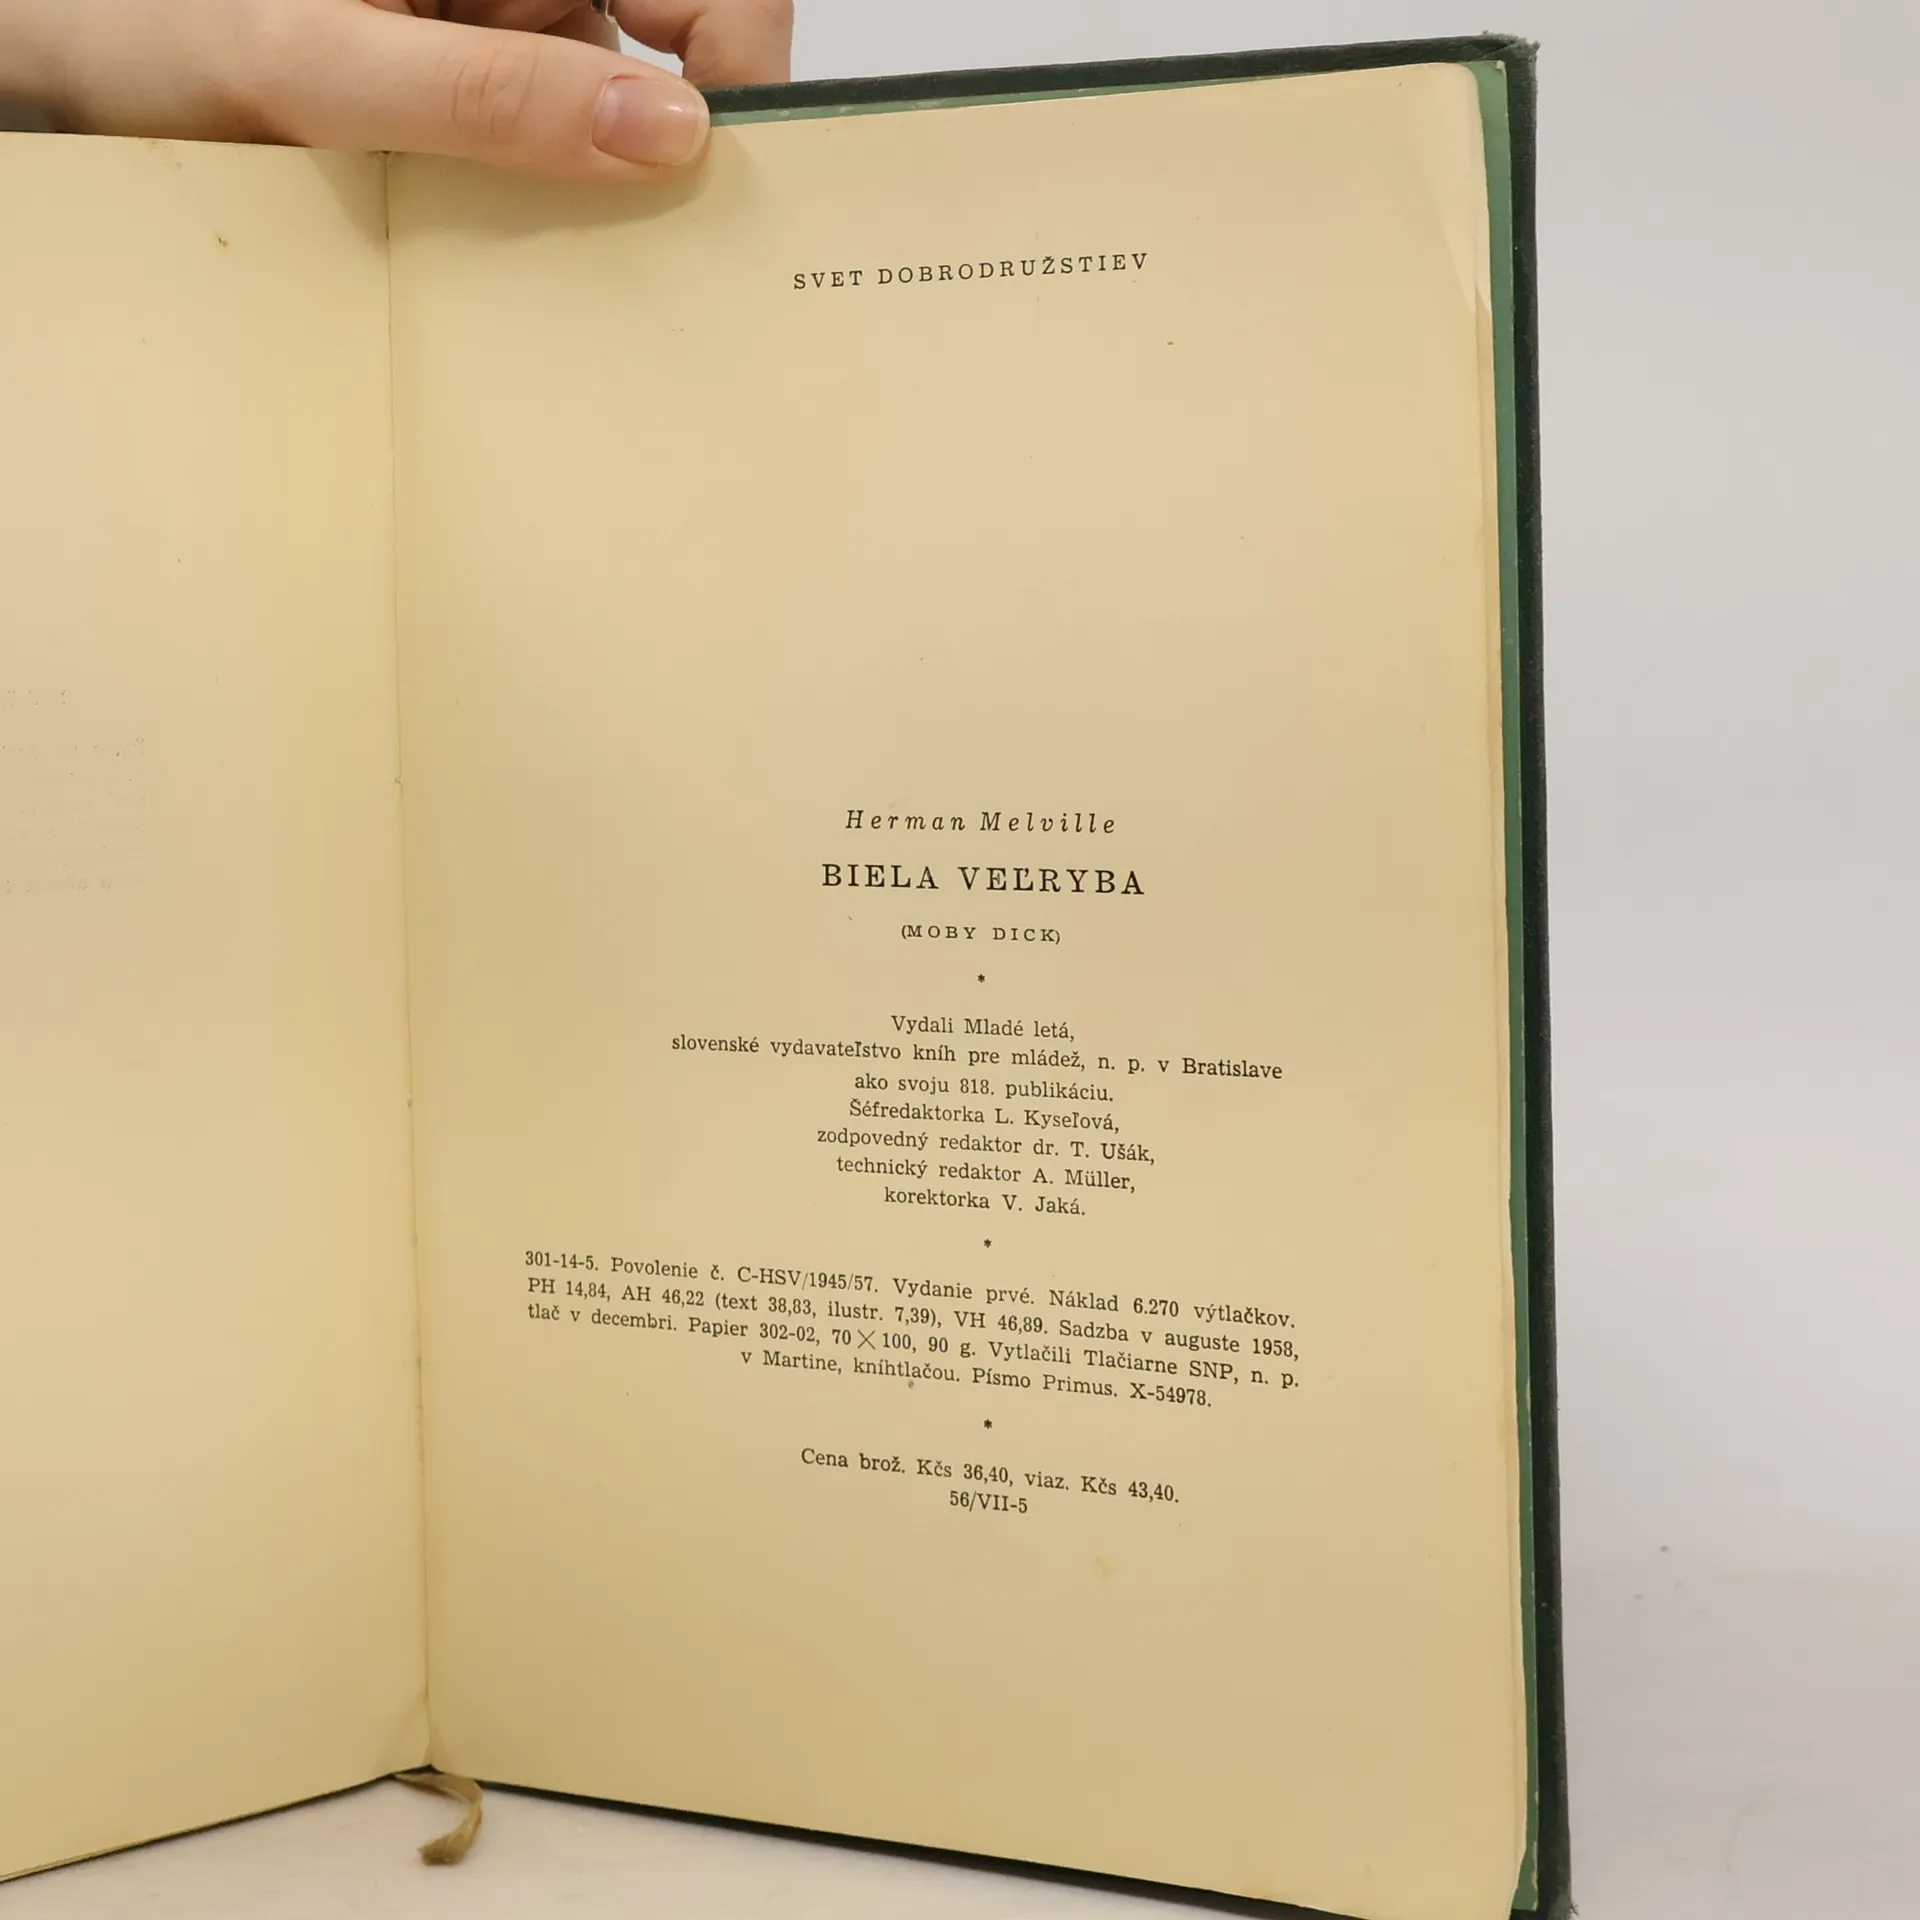 SVET DOBRODRUŽSTIEV
Herman Melville
BIELA VEĽRYBA
(MOBY DICK)
*
Vydali Mladé letá,
slovenské vydavateľstvo kníh pre mládež, n. p. v Bratislave
ako svoju 818. publikáciu.
Šéfredaktorka L. Kyseľová,
zodpovedný redaktor dr. T. Ušák,
technický redaktor A. Müller,
korektorka V. Jaká.
*
301-14-5. Povolenie č. C-HSV/1945/57. Vydanie prvé. Náklad 6.270 výtlačkov.
PH 14,84, AH 46,22 (text 38,83, ilustr. 7,39), VH 46,89. Sadzba v auguste 1958,
tlač v decembri. Papier 302-02, 70 × 100, 90 g. Vytlačili Tlačiarne SNP, n. p.
v Martine, kníhtlačou. Písmo Primus. X-54978.
*
Cena brož. Kčs 36,40, viaz. Kčs 43,40.
56/VII-5